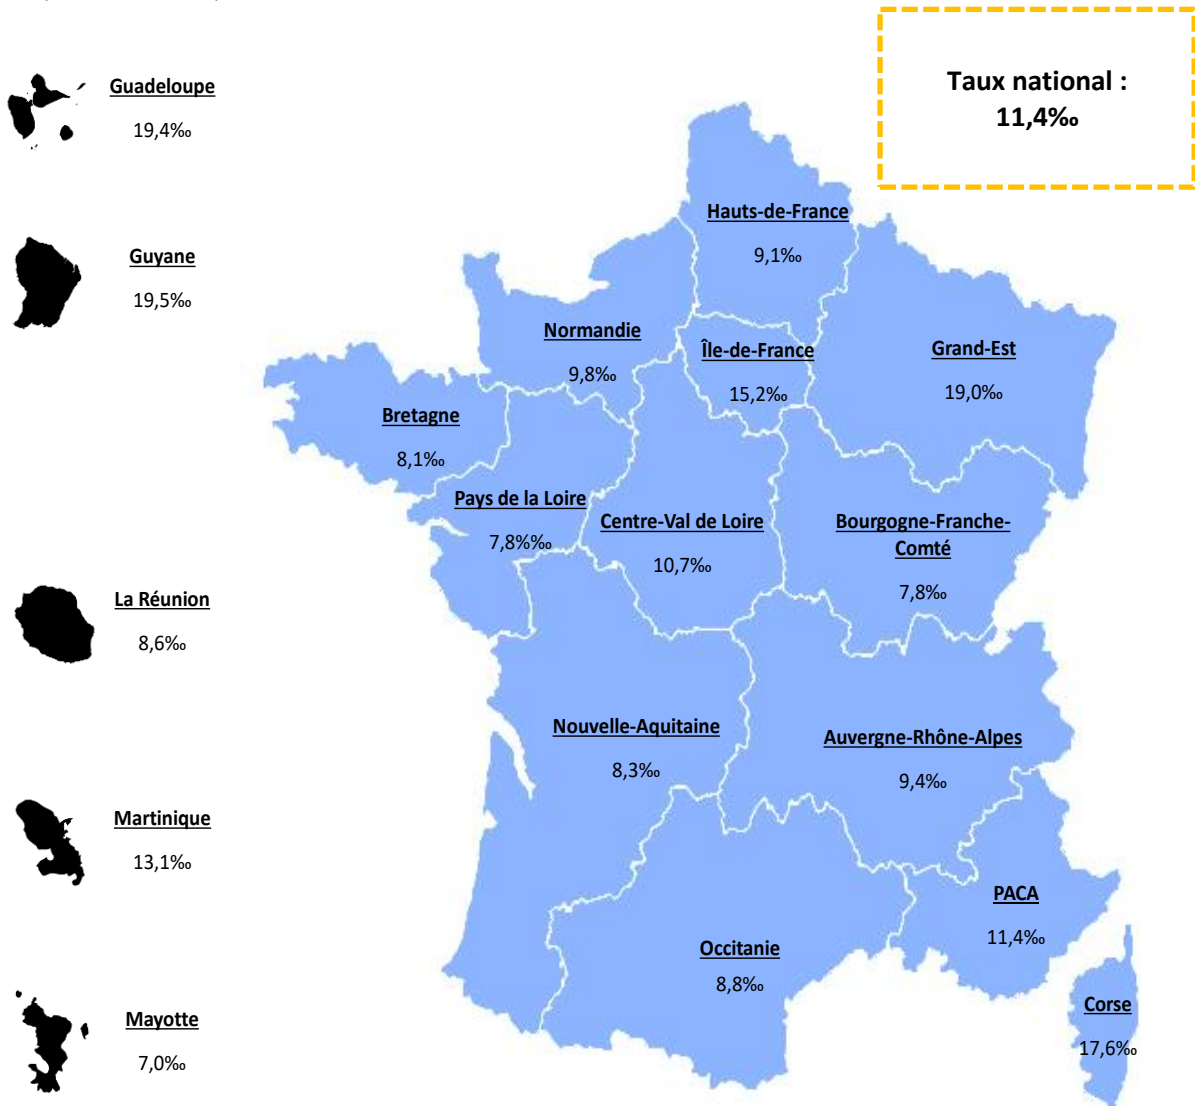 Taux national :
11,4‰
Guadeloupe
19,4‰
Guyane
19,5‰
La Réunion
8,6‰
Martinique
13,1‰
Mayotte
7,0‰
Hauts-de-France
9,1‰
Normandie
9,8‰
Île-de-France
15,2‰
Grand-Est
19,0‰
Bretagne
8,1‰
Pays de la Loire
7,8%‰
Centre-Val de Loire
10,7‰
Bourgogne-Franche-
Comté
7,8‰
Nouvelle-Aquitaine
8,3‰
Auvergne-Rhône-Alpes
9,4‰
PACA
11,4‰
Occitanie
8,8‰
Corse
17,6‰